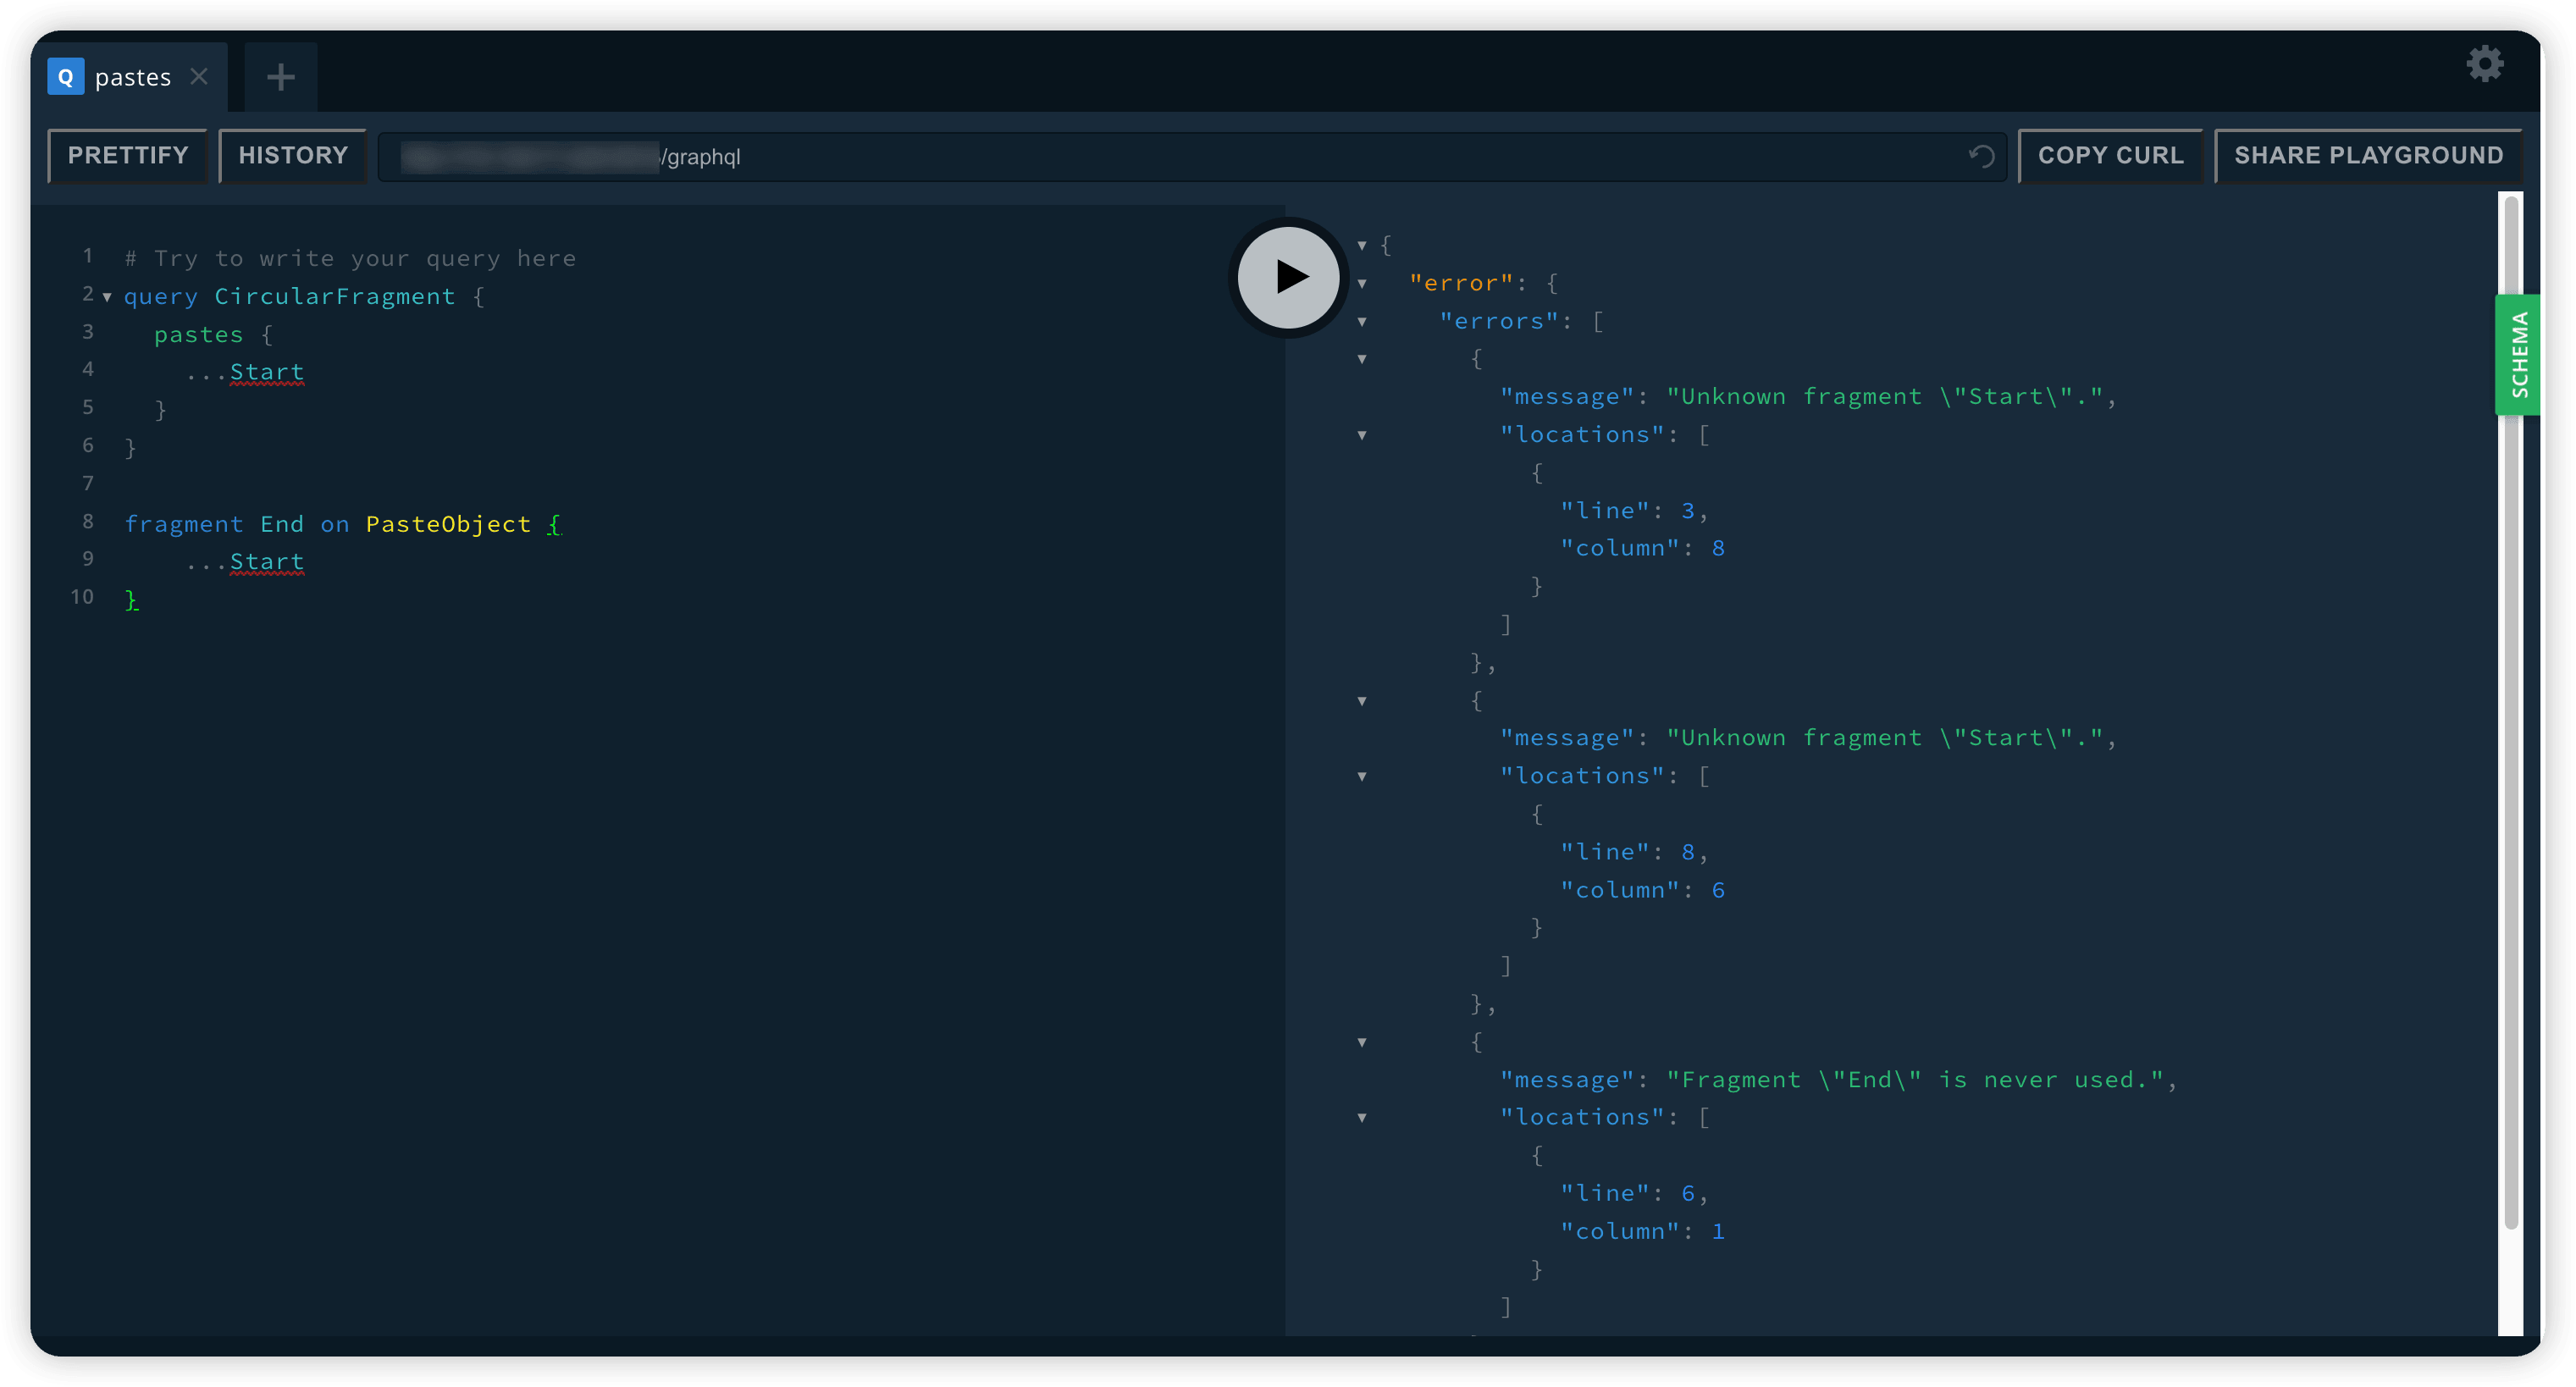 Q pastes
PRETTIFY HISTORY /graphql COPY CURL SHARE PLAYGROUND
SCHEMA
1 # Try to write your query here
2 query CircularFragment {
3 pastes {
4 ...Start
5 }
6 }
7
8 fragment End on PasteObject {
9 ...Start
10 }
{
"error": {
"errors": [
{
"message": "Unknown fragment \"Start\".",
"locations": [
{
"line": 3,
"column": 8
}
]
},
{
"message": "Unknown fragment \"Start\".",
"locations": [
{
"line": 8,
"column": 6
}
]
},
{
"message": "Fragment \"End\" is never used.",
"locations": [
{
"line": 6,
"column": 1
}
]